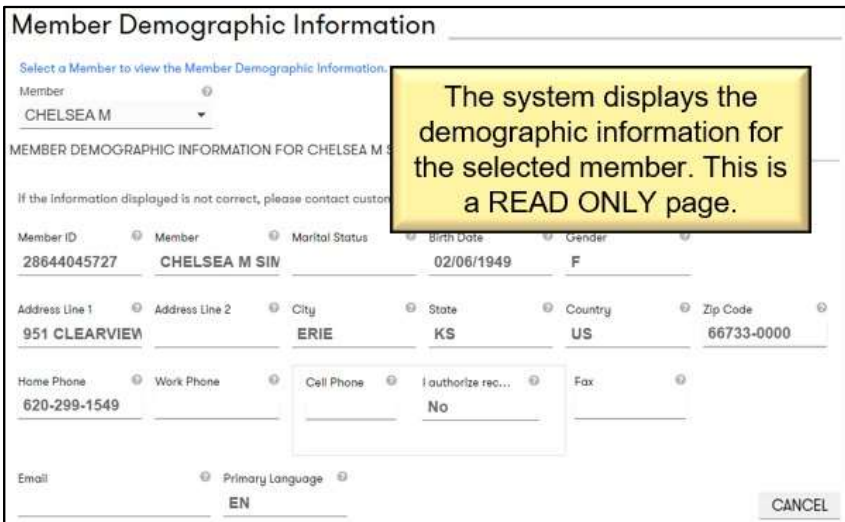 Member Demographic Information
Select a Member to view the Member Demographic Information.
Member
CHELSEA M
The system displays the
demographic information for
the selected member. This is
a READ ONLY page.
MEMBER DEMOGRAPHIC INFORMATION FOR CHELSEA M S
If the information displayed is not correct, please contact custon
Member ID Member Marital Status Birth Date Gender
28644045727 CHELSEA M SIM 02/06/1949 F
Address Line 1 Address Line 2 City State Country Zip Code
951 CLEARVIEW ERIE KS US 66733-0000
Home Phone Work Phone Cell Phone I authorize rec... Fax
620-299-1549 No
Email Primary Language
EN
CANCEL